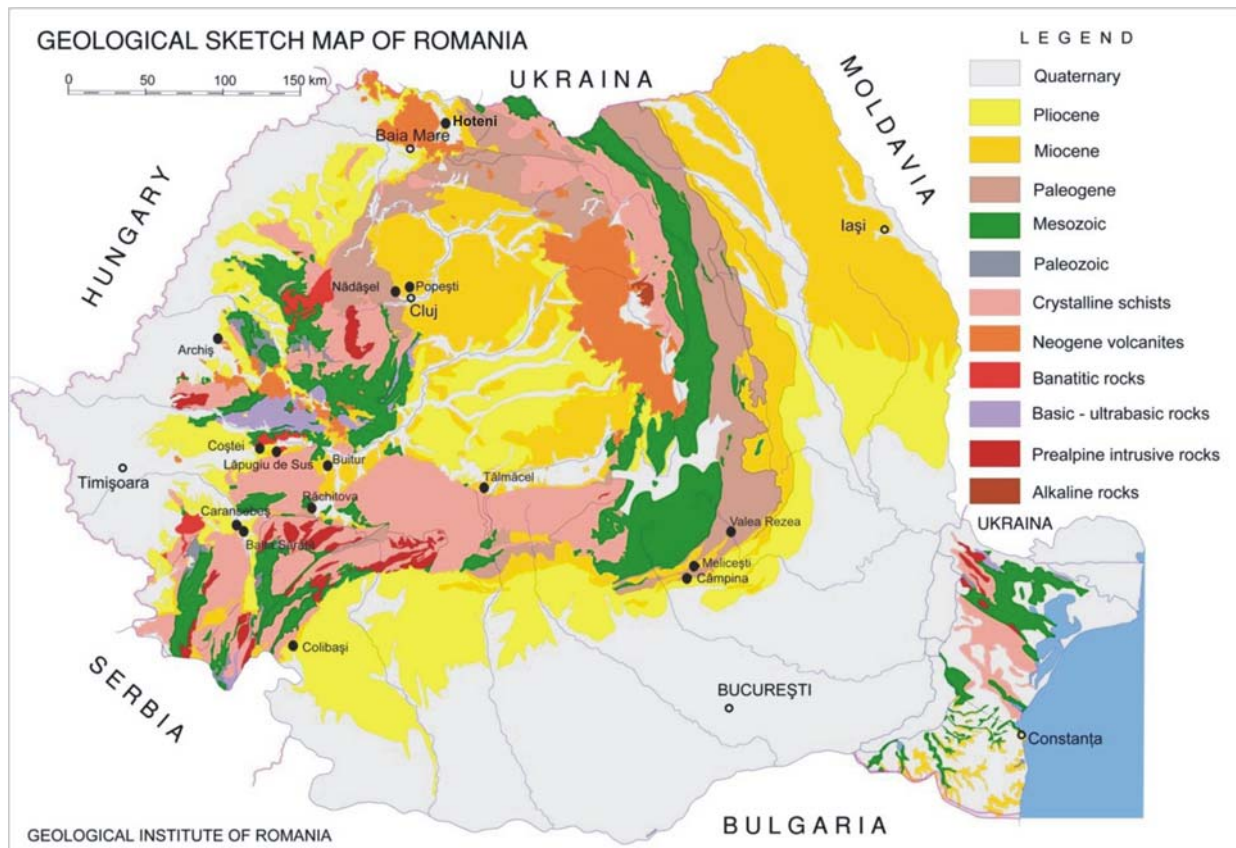 GEOLOGICAL SKETCH MAP OF ROMANIA
0 50 100 150 km
UKRAINA
MOLDAVIA
HUNGARY
SERBIA
BULGARIA
Hoteni
Baia Mare
Iaşi
Nădăşel
Popeşti
Cluj
Archiş
Coştei
Lăpugiu de Sus
Buitur
Timişoara
Tălmăcel
Răchitova
Caransebeş
Balta Sărată
Valea Rezea
Meliceşti
Câmpina
Colibaşi
BUCUREŞTI
UKRAINA
Constanţa
LEGEND
Quaternary
Pliocene
Miocene
Paleogene
Mesozoic
Paleozoic
Crystalline schists
Neogene volcanites
Banatitic rocks
Basic - ultrabasic rocks
Prealpine intrusive rocks
Alkaline rocks
GEOLOGICAL INSTITUTE OF ROMANIA